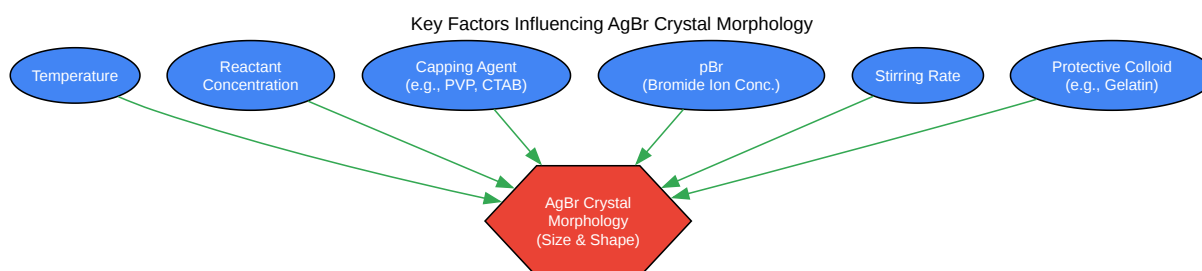 Key Factors Influencing AgBr Crystal Morphology
Temperature
Reactant
Concentration
Capping Agent
(e.g., PVP, CTAB)
pBr
(Bromide Ion Conc.)
Stirring Rate
Protective Colloid
(e.g., Gelatin)
AgBr Crystal
Morphology
(Size & Shape)